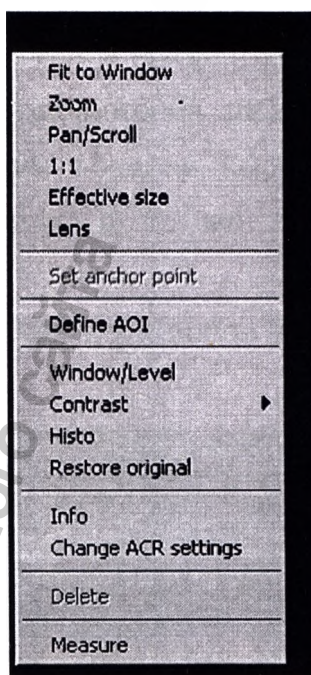 Fit to Window
Zoom
Pan/Scroll
1:1
Effective size
Lens
Set anchor point
Define AOI
Window/Level
Contrast
Histo
Restore original
Info
Change ACR settings
Delete
Measure